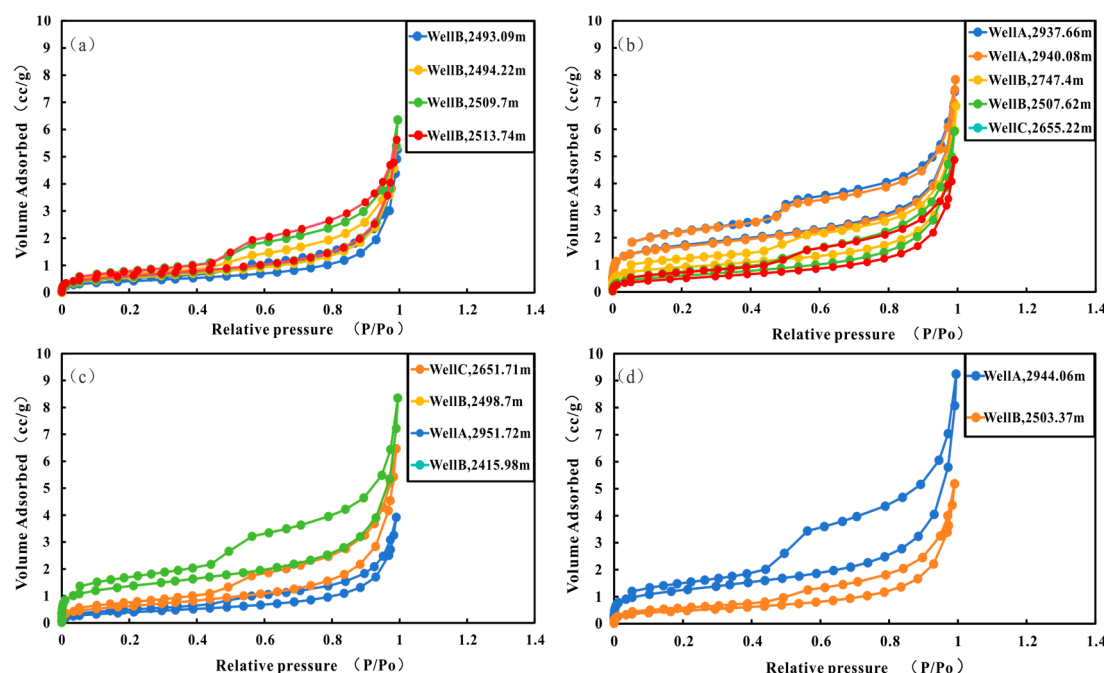 (a)
10
9
8
7
6
5
4
3
2
1
0
Volume Adsorbed (cc/g)
0 0.2 0.4 0.6 0.8 1 1.2 1.4
Relative pressure (P/Po)
WellB,2493.09m
WellB,2494.22m
WellB,2509.7m
WellB,2513.74m
(b)
10
9
8
7
6
5
4
3
2
1
0
Volume Adsorbed (cc/g)
0 0.2 0.4 0.6 0.8 1 1.2 1.4
Relative pressure (P/Po)
WellA,2937.66m
WellA,2940.08m
WellB,2747.4m
WellB,2507.62m
WellC,2655.22m
(c)
10
9
8
7
6
5
4
3
2
1
0
Volume Adsorbed (cc/g)
0 0.2 0.4 0.6 0.8 1 1.2 1.4
Relative pressure (P/Po)
WellC,2651.71m
WellB,2498.7m
WellA,2951.72m
WellB,2415.98m
(d)
10
9
8
7
6
5
4
3
2
1
0
Volume Adsorbed (cc/g)
0 0.2 0.4 0.6 0.8 1 1.2 1.4
Relative pressure (P/Po)
WellA,2944.06m
WellB,2503.37m